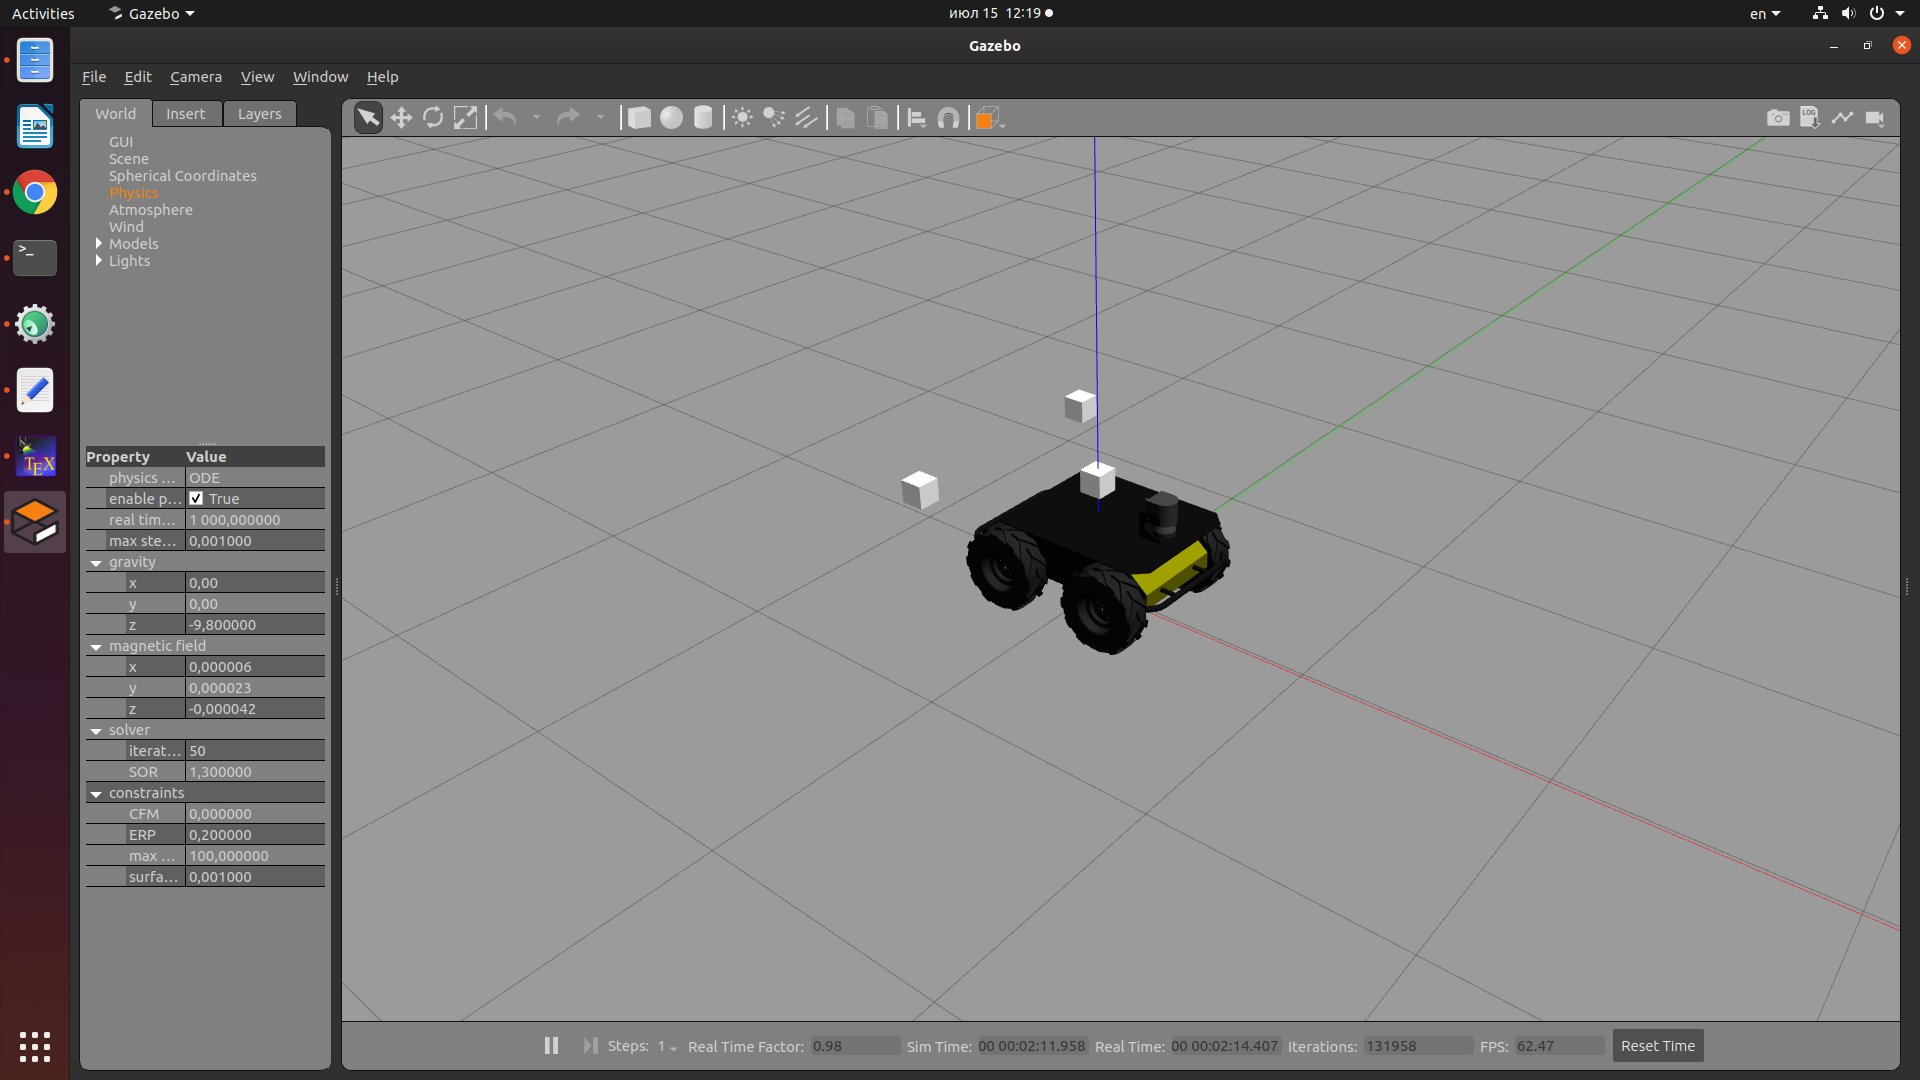 Activities Gazebo июл 15 12:19 en
Gazebo
File Edit Camera View Window Help
World Insert Layers
LOG
GUI
Scene
Spherical Coordinates
Physics
Atmosphere
Wind
Models
Lights
>_
TEX
Property Value
physics ... ODE
enable p... True
real tim... 1 000,000000
max ste... 0,001000
gravity
x 0,00
y 0,00
z -9,800000
magnetic field
x 0,000006
y 0,000023
z -0,000042
solver
iterat... 50
SOR 1,300000
constraints
CFM 0,000000
ERP 0,200000
max ... 100,000000
surfa... 0,001000
Steps: 1 Real Time Factor: 0.98 Sim Time: 00 00:02:11.958 Real Time: 00 00:02:14.407 Iterations: 131958 FPS: 62.47 Reset Time